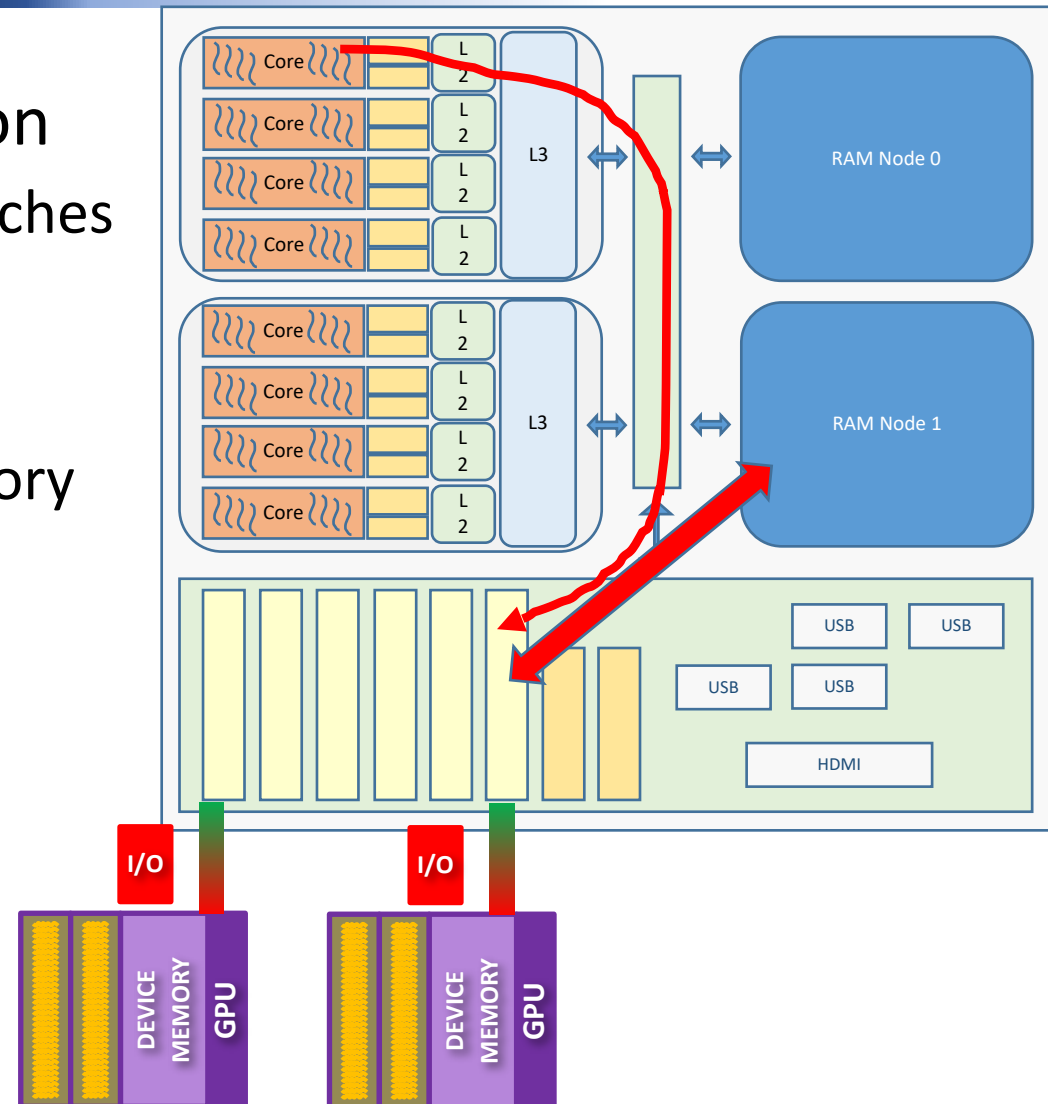 on
ches
ory
Core
L
2
Core
L
2
Core
L
2
Core
L
2
L3
RAM Node 0
Core
L
2
Core
L
2
Core
L
2
Core
L
2
L3
RAM Node 1
USB
USB
USB
USB
HDMI
I/O
I/O
DEVICE
MEMORY
GPU
DEVICE
MEMORY
GPU